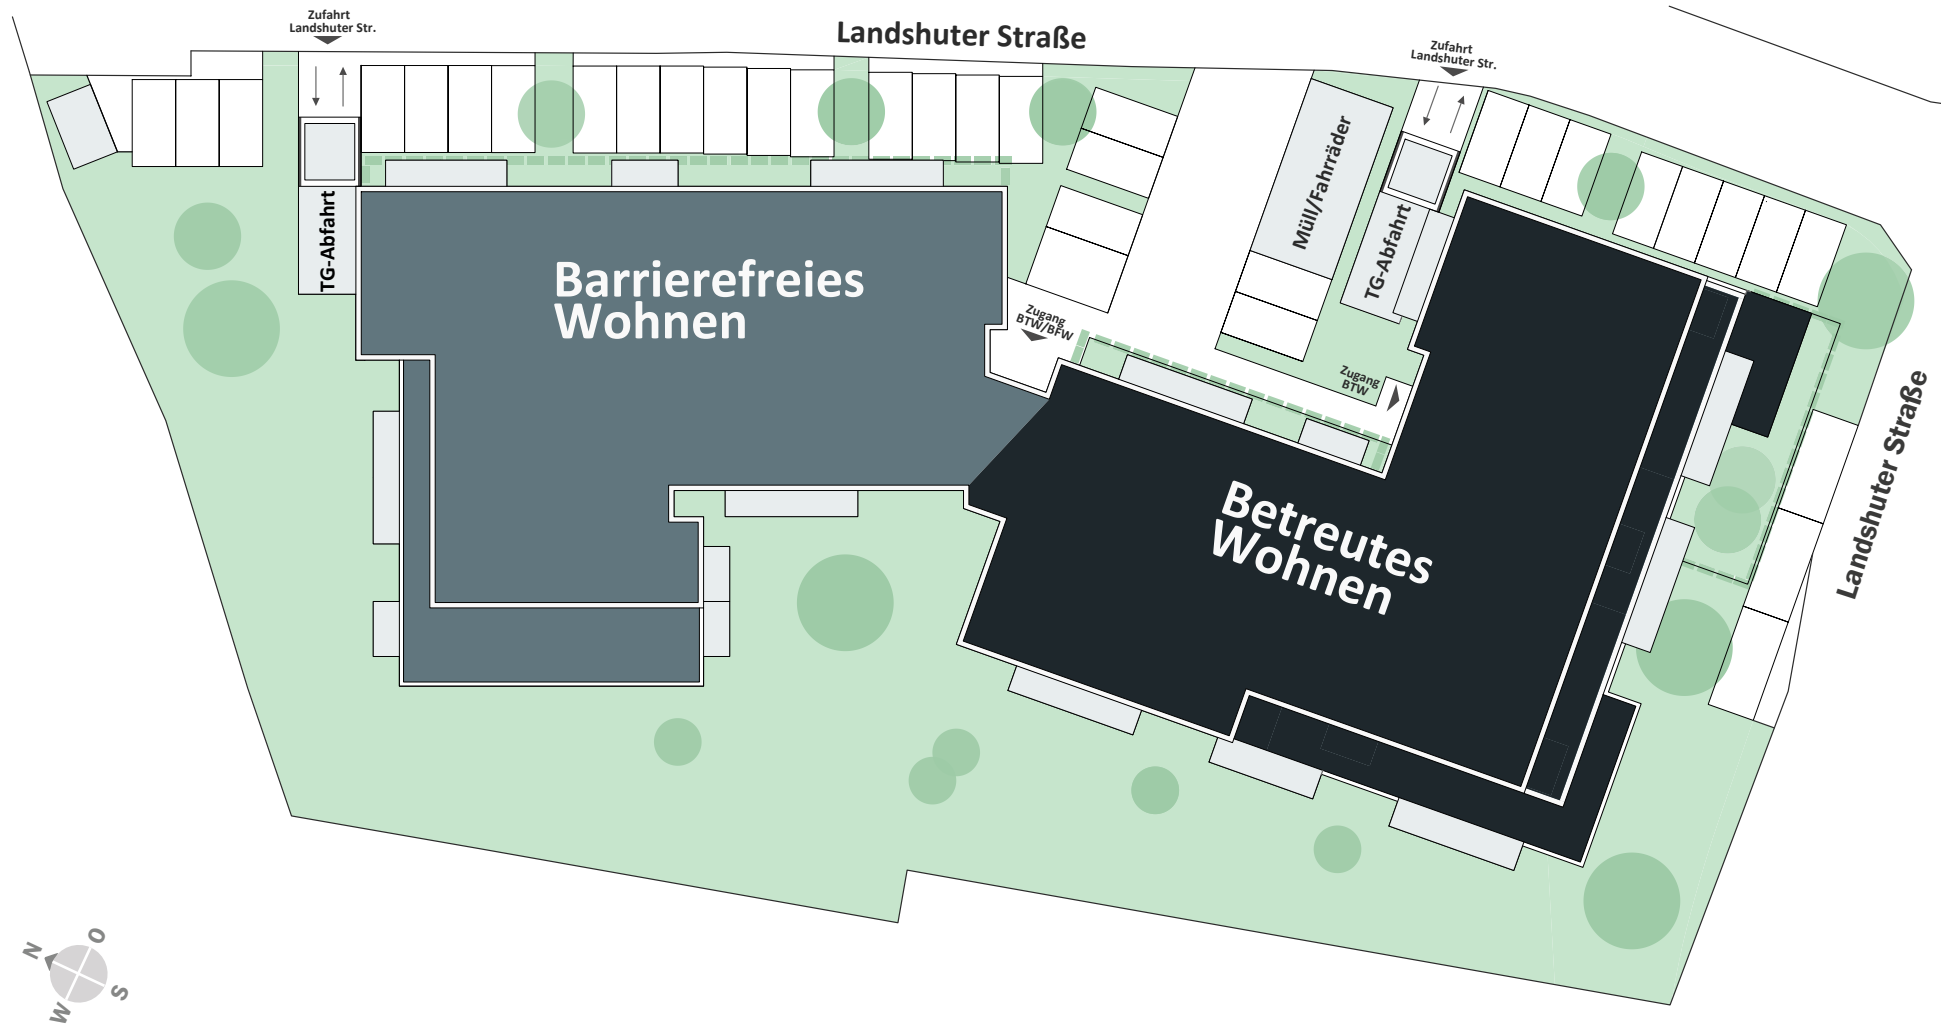 Zufahrt
Landshuter Str.
Landshuter Straße
Zufahrt
Landshuter Str.
TG-Abfahrt
Müll/Fahrräder
TG-Abfahrt
Barrierefreies
Wohnen
Zugang
BTW/BFW
Zugang
BTW
Landshuter Straße
Betreutes
Wohnen
N
O
S
W